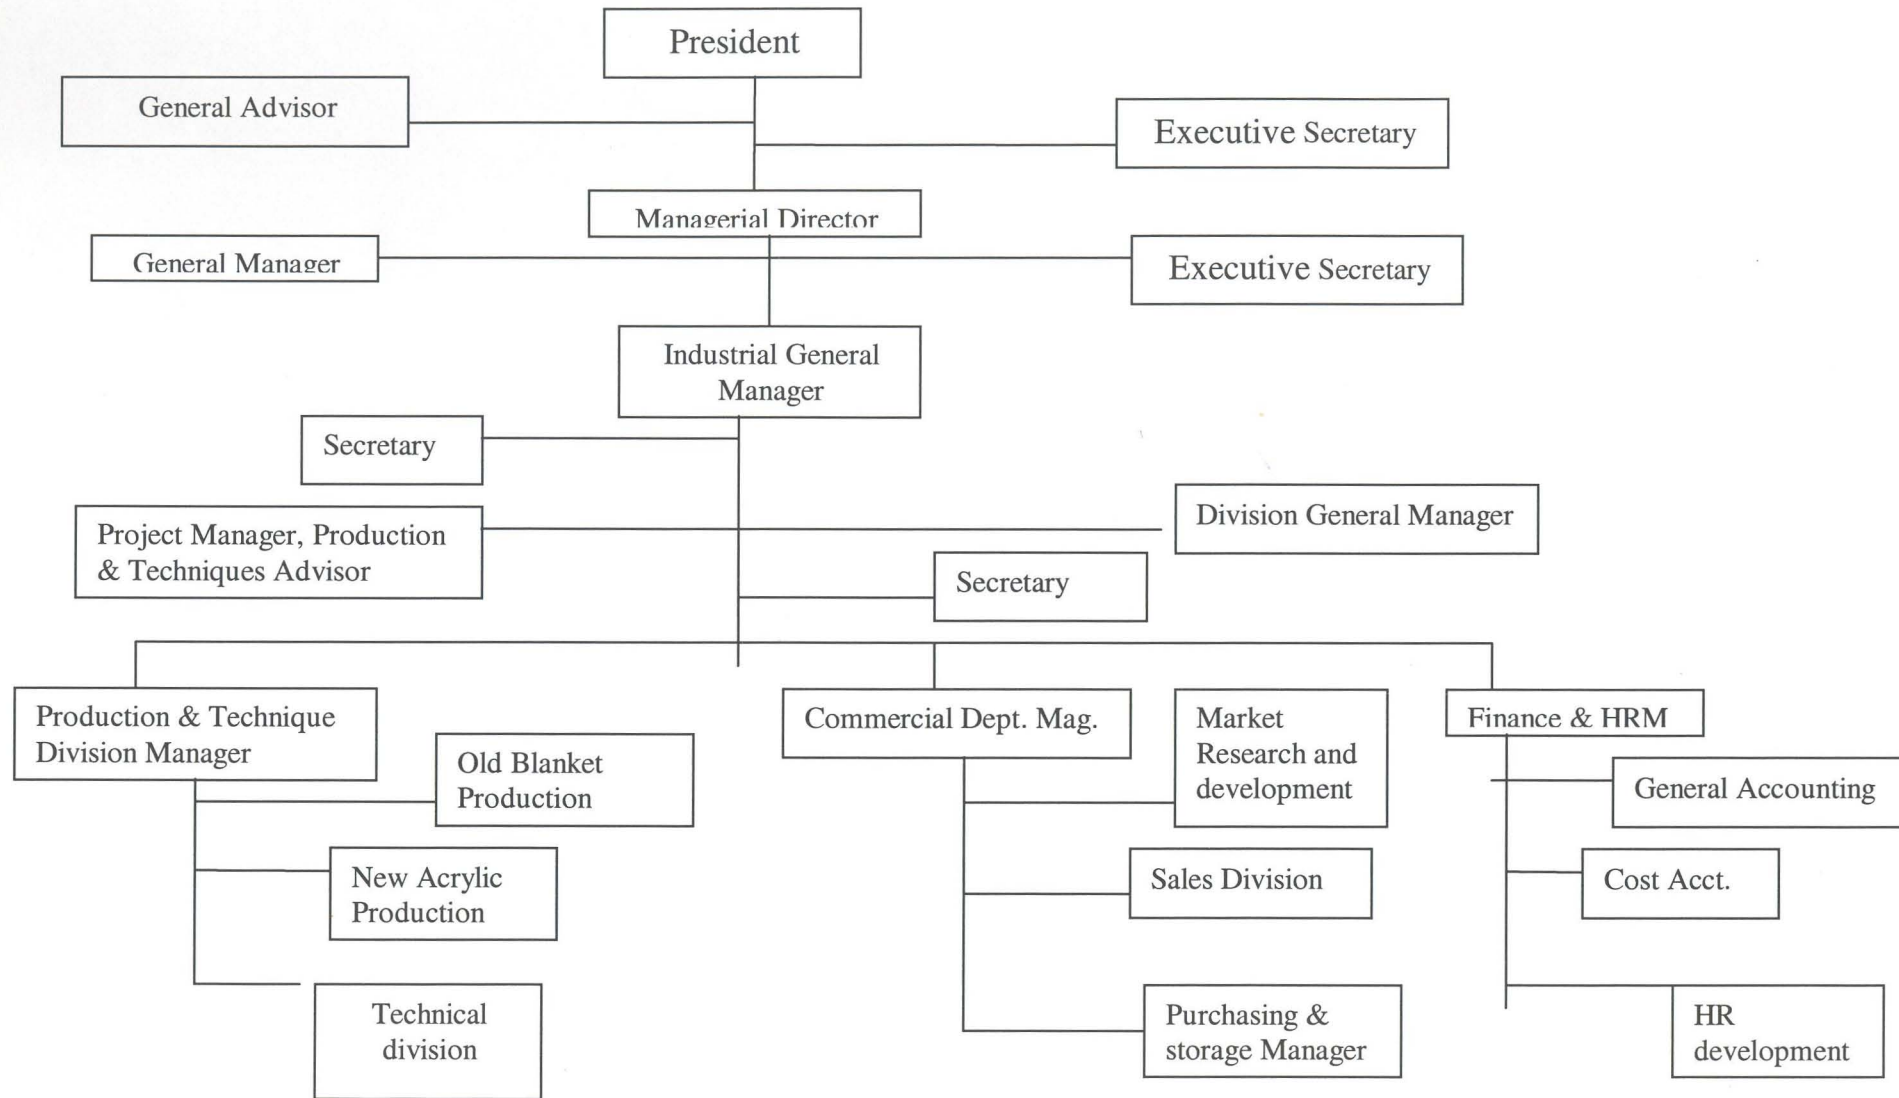 President
General Advisor
Executive Secretary
Managerial Director
General Manager
Executive Secretary
Industrial General
Manager
Secretary
Division General Manager
Project Manager, Production
& Techniques Advisor
Secretary
Production & Technique
Division Manager
Old Blanket
Production
New Acrylic
Production
Technical
division
Commercial Dept. Mag.
Market
Research and
development
Sales Division
Purchasing &
storage Manager
Finance & HRM
General Accounting
Cost Acct.
HR
development